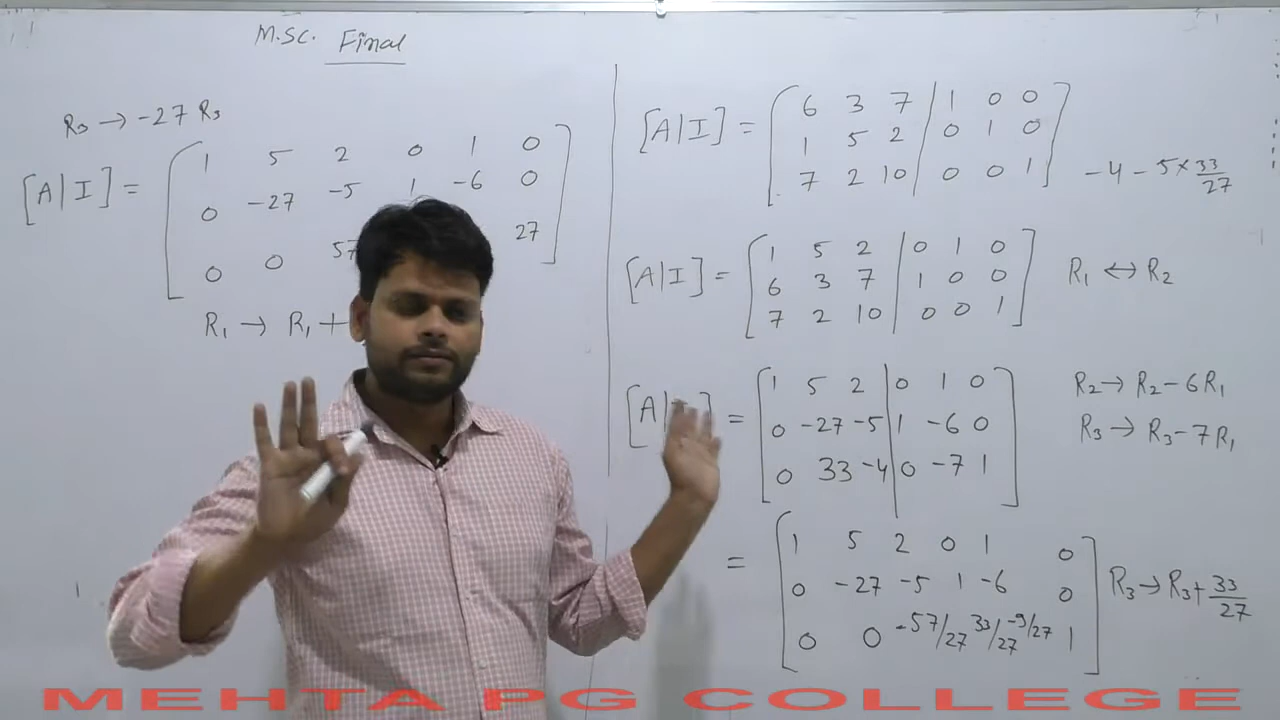 M.Sc. Final
R₃ → -27 R₃
[A|I] =
1 5 2 0 1 0
0 -27 -5 1 -6 0
0 0 57 27
R₁ → R₁ +
[A|I] =
6 3 7 | 1 0 0
1 5 2 | 0 1 0
7 2 10 | 0 0 1
-4 - 5 × 33/27
[A|I] =
1 5 2 | 0 1 0
6 3 7 | 1 0 0
7 2 10 | 0 0 1
R₁ ↔ R₂
[A|I] =
1 5 2 | 0 1 0
0 -27 -5 | 1 -6 0
0 33 -4 | 0 -7 1
R₂ → R₂ - 6R₁
R₃ → R₃ - 7R₁
=
1 5 2 0 1 0
0 -27 -5 1 -6 0
0 0 -57/27 33/27 -9/27 1
R₃ → R₃ + 33/27
MEHTA PG COLLEGE